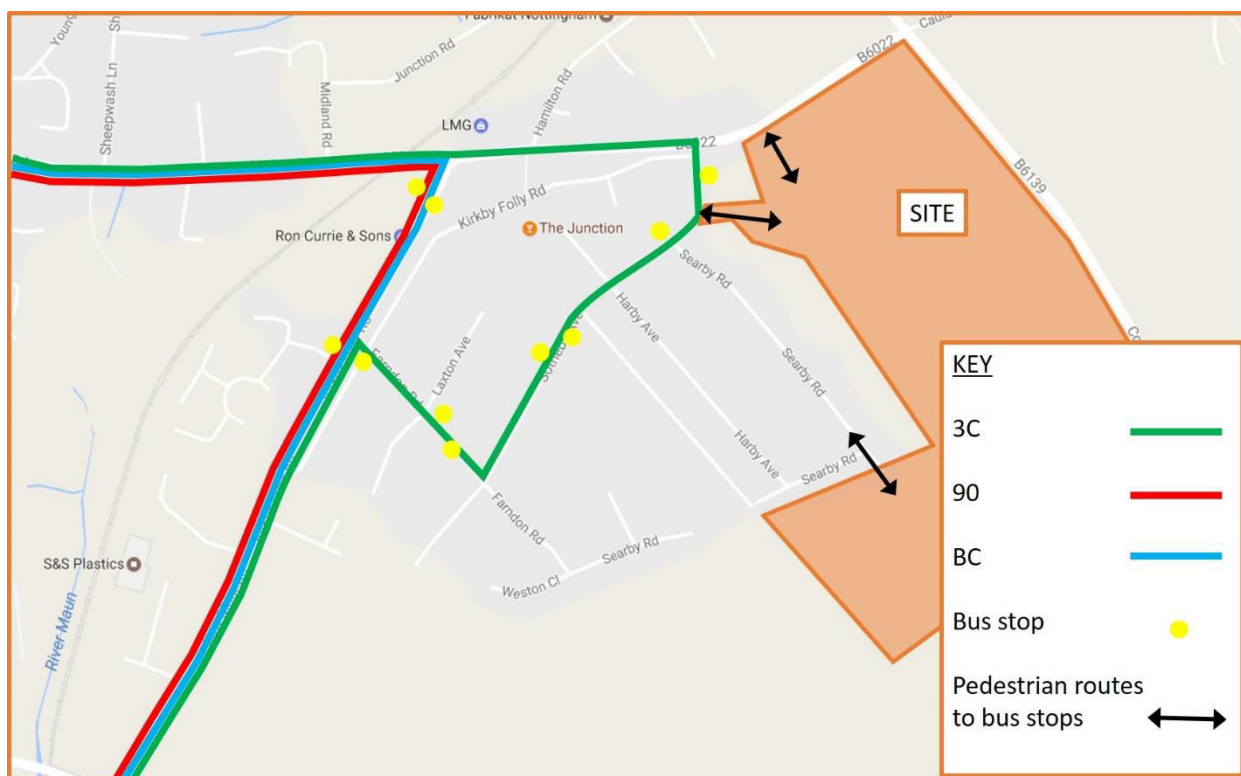 Fabrikat Nottingham
B6022
Junction Rd
Hamilton Rd
Midland Rd
Sheepwash Ln
LMG
B6139
SITE
Kirkby Folly Rd
Ron Currie & Sons
The Junction
Searby Rd
Harby Ave
Laxton Ave
Farndon Rd
Searby Rd
Harby Ave
Searby Rd
Farndon Rd
Searby Rd
Weston Cl
S&S Plastics
River Maun
KEY
3C
90
BC
Bus stop
Pedestrian routes
to bus stops